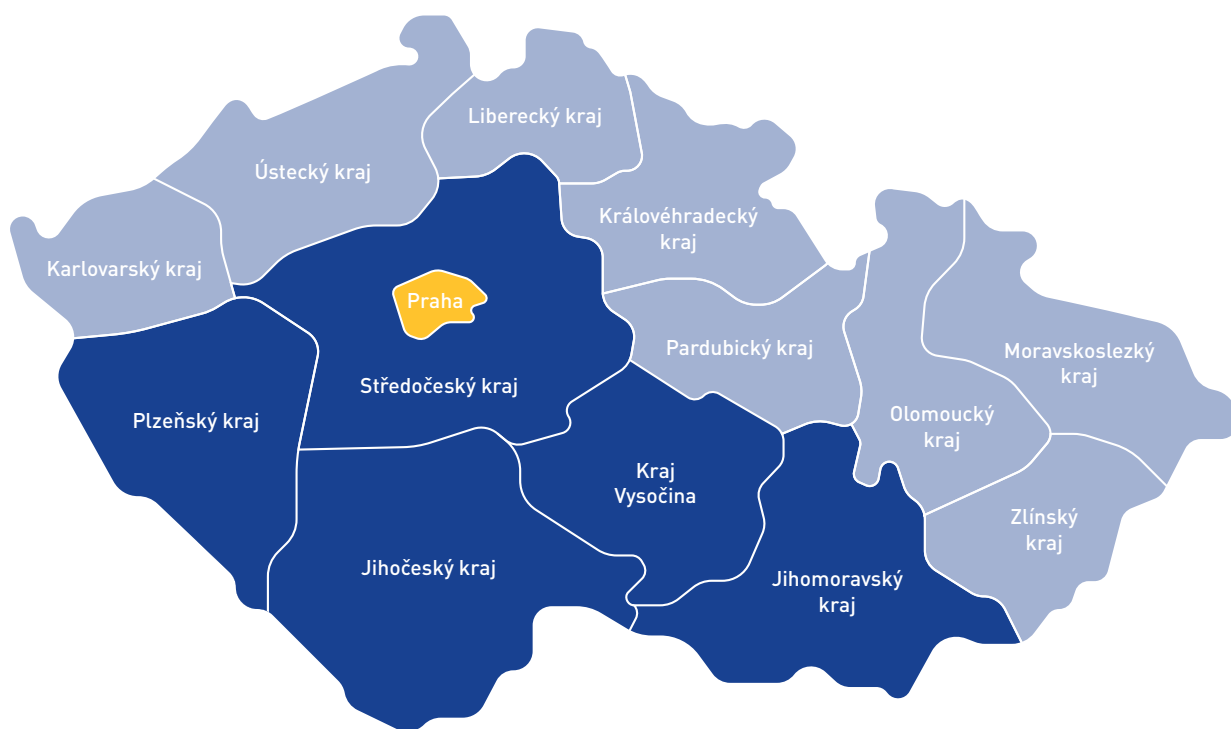 Liberecký kraj
Ústecký kraj
Královéhradecký
kraj
Karlovarský kraj
Praha
Pardubický kraj
Moravskoslezký
kraj
Středočeský kraj
Plzeňský kraj
Olomoucký
kraj
Kraj
Vysočina
Zlínský
kraj
Jihočeský kraj
Jihomoravský
kraj